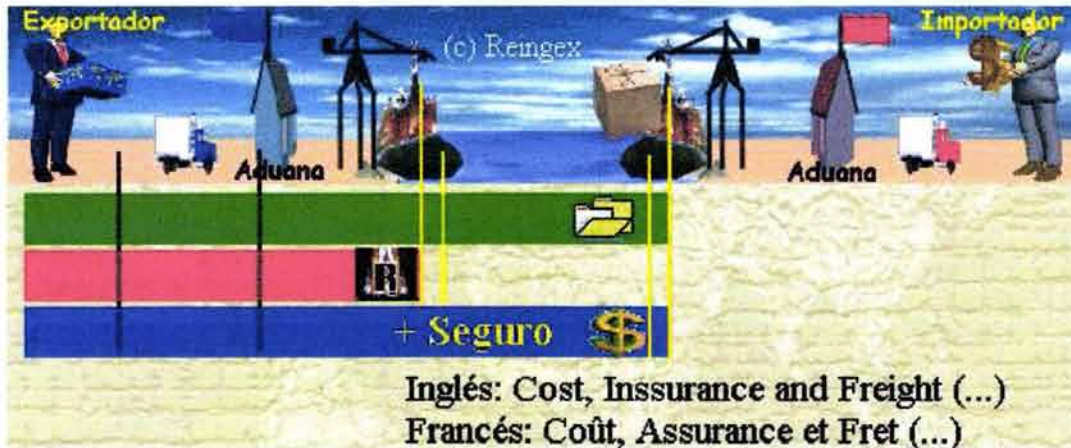 Exportador
Importador
(c) Reingex
Aduana
Aduana
R
+ Seguro $
Inglés: Cost, Inssurance and Freight (...)
Francés: Coût, Assurance et Fret (...)